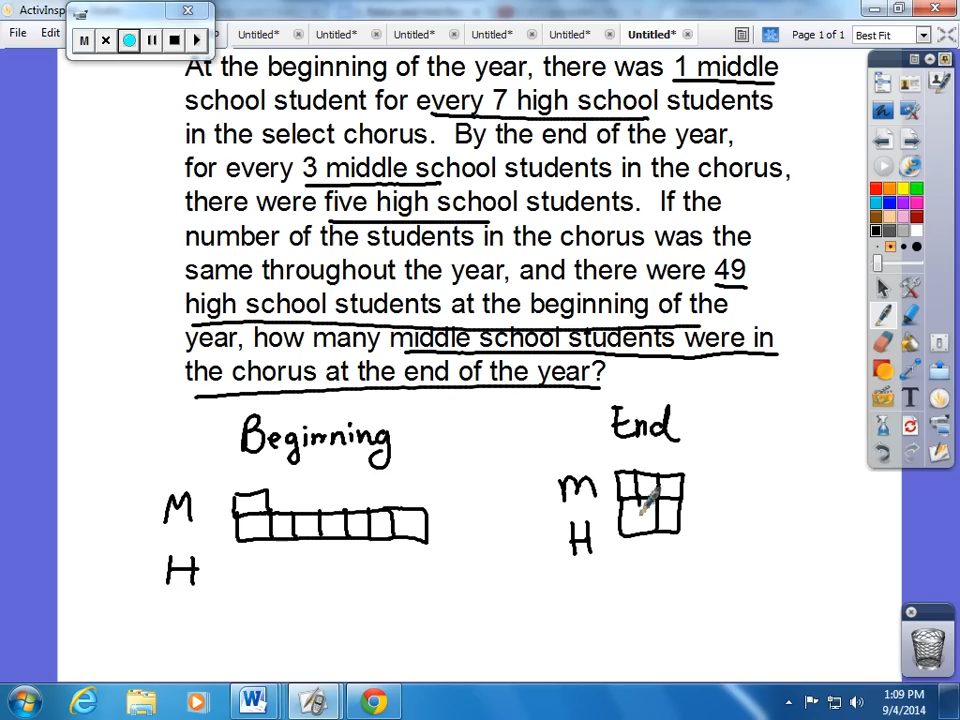 ActivInsp
File Edit
M
Untitled* Untitled* Untitled* Untitled* Untitled* Untitled*
Page 1 of 1 Best Fit
At the beginning of the year, there was 1 middle
school student for every 7 high school students
in the select chorus. By the end of the year,
for every 3 middle school students in the chorus,
there were five high school students. If the
number of the students in the chorus was the
same throughout the year, and there were 49
high school students at the beginning of the
year, how many middle school students were in
the chorus at the end of the year?
Beginning
End
M
H
m
H
1:09 PM
9/4/2014